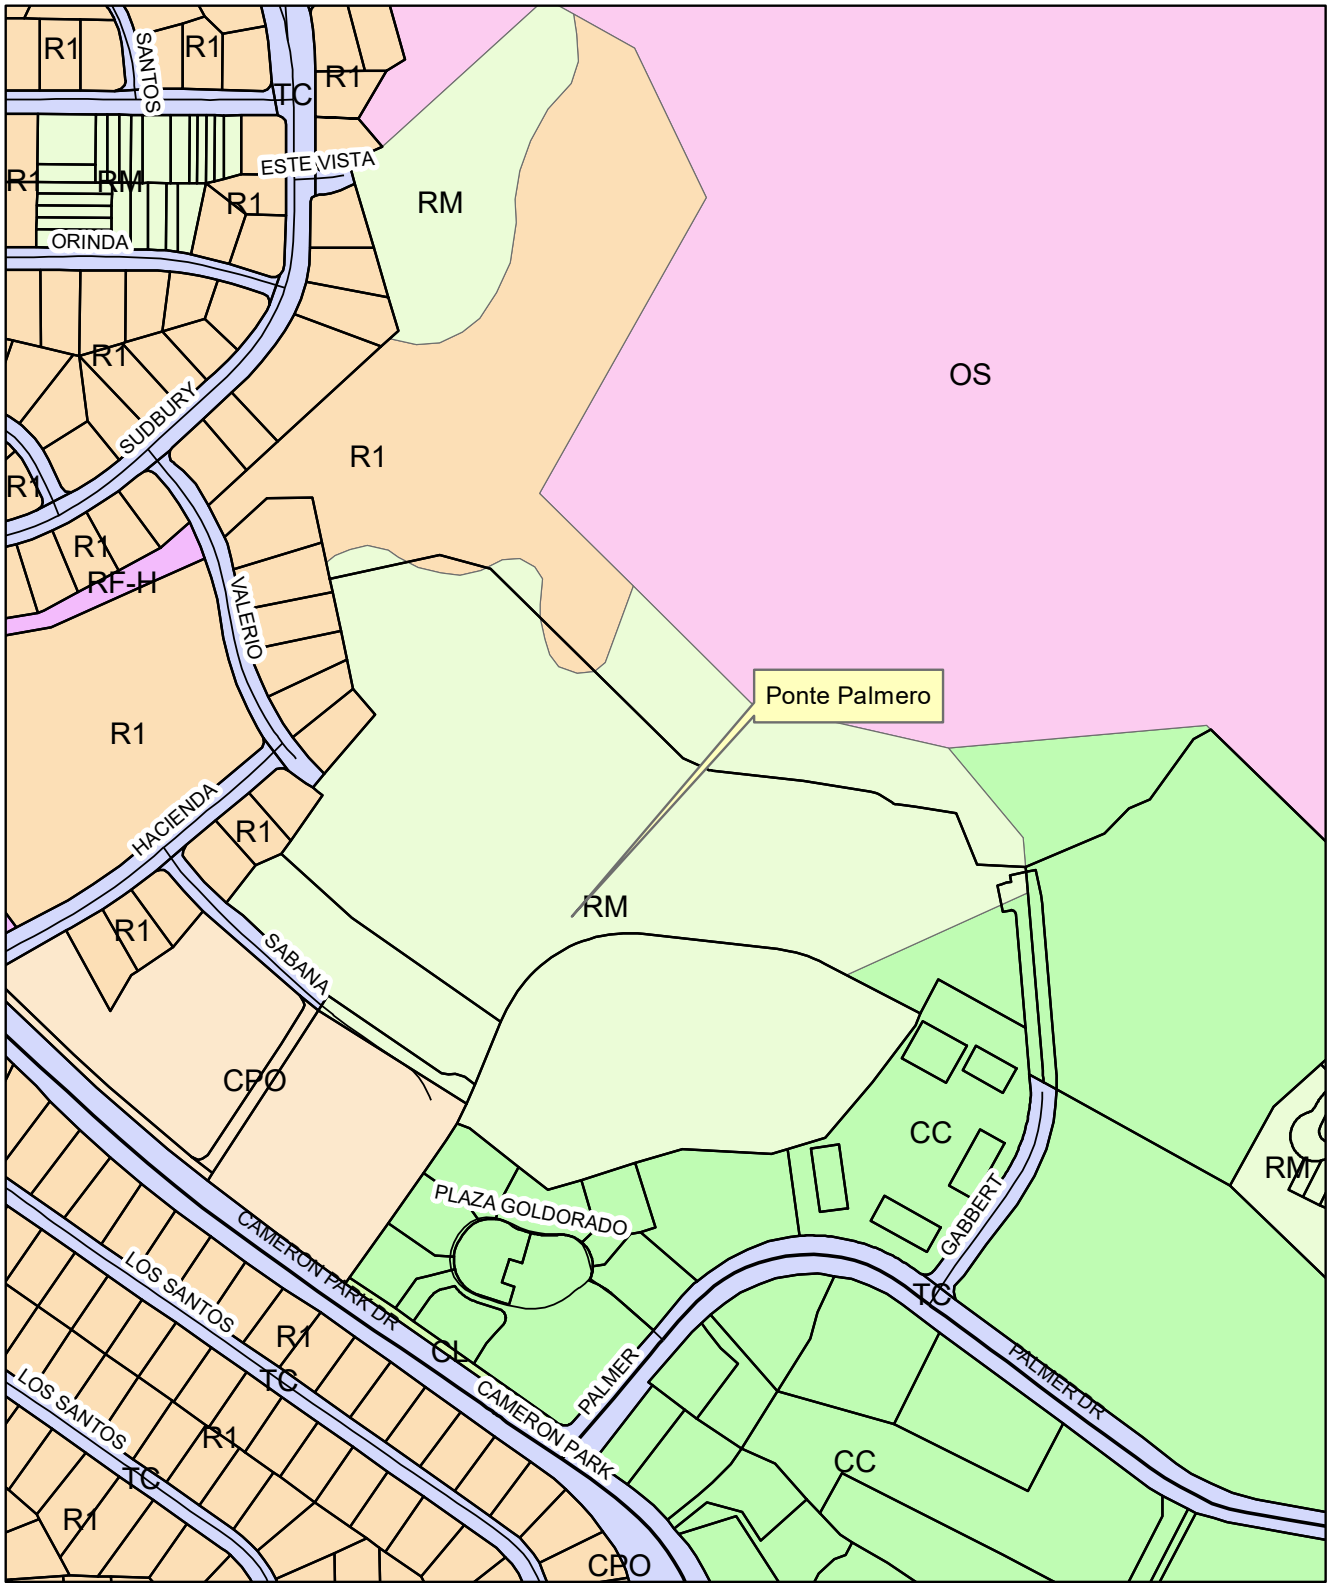 R1
SANTOS
R1
TC
R1
ESTE VISTA
R1
RM
R1
RM
ORINDA
OS
R1
SUDBURY
R1
R1
R1
RF-H
VALERIO
Ponte Palmero
R1
HACIENDA
R1
RM
R1
SABANA
CPO
CC
RM
PLAZA GOLDORADO
GABBERT
CAMERON PARK DR
LOS SANTOS
TC
R1
CL
PALMER
PALMER DR
TC
LOS SANTOS
CAMERON PARK
R1
CC
TC
R1
CPO